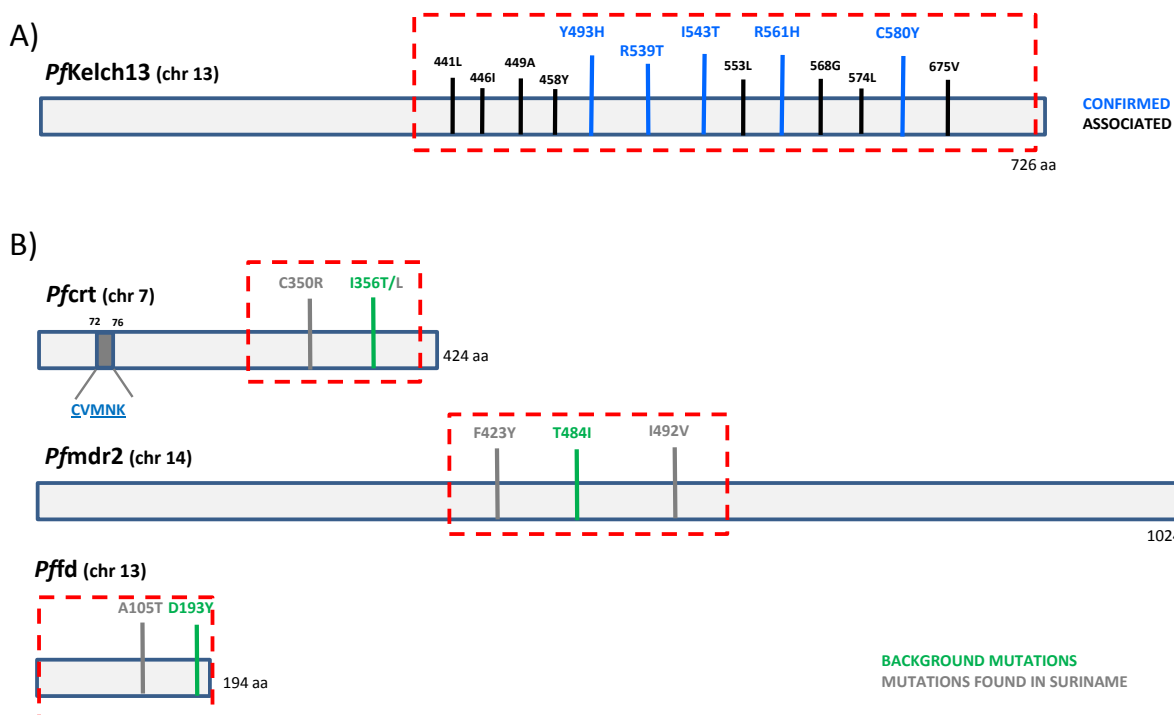 A)
PfKelch13 (chr 13)
Y493H I543T R561H C580Y
R539T
441L 446I 449A 458Y 553L 568G 574L 675V
CONFIRMED
ASSOCIATED
726 aa
B)
Pfcrt (chr 7)
C350R I356T/L
72 76
424 aa
CVMNK
Pfmdr2 (chr 14)
F423Y T484I I492V
1024
Pffd (chr 13)
A105T D193Y
194 aa
BACKGROUND MUTATIONS
MUTATIONS FOUND IN SURINAME